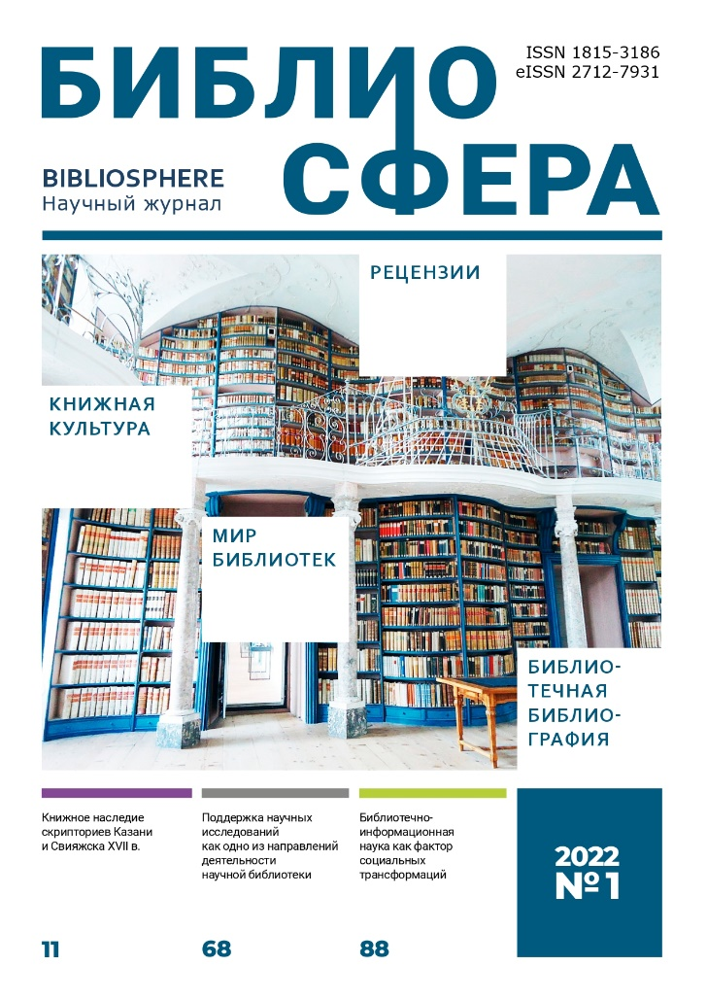 БИБЛИО
ISSN 1815-3186
eISSN 2712-7931
СФЕРА
BIBLIOSPHERE
Научный журнал
РЕЦЕНЗИИ
КНИЖНАЯ
КУЛЬТУРА
МИР
БИБЛИОТЕК
БИБЛИО-
ТЕЧНАЯ
БИБЛИО-
ГРАФИЯ
Книжное наследие
скрипториев Казани
и Свияжска XVII в.
11
Поддержка научных
исследований
как одно из направлений
деятельности
научной библиотеки
68
Библиотечно-
информационная
наука как фактор
социальных
трансформаций
88
2022
№ 1